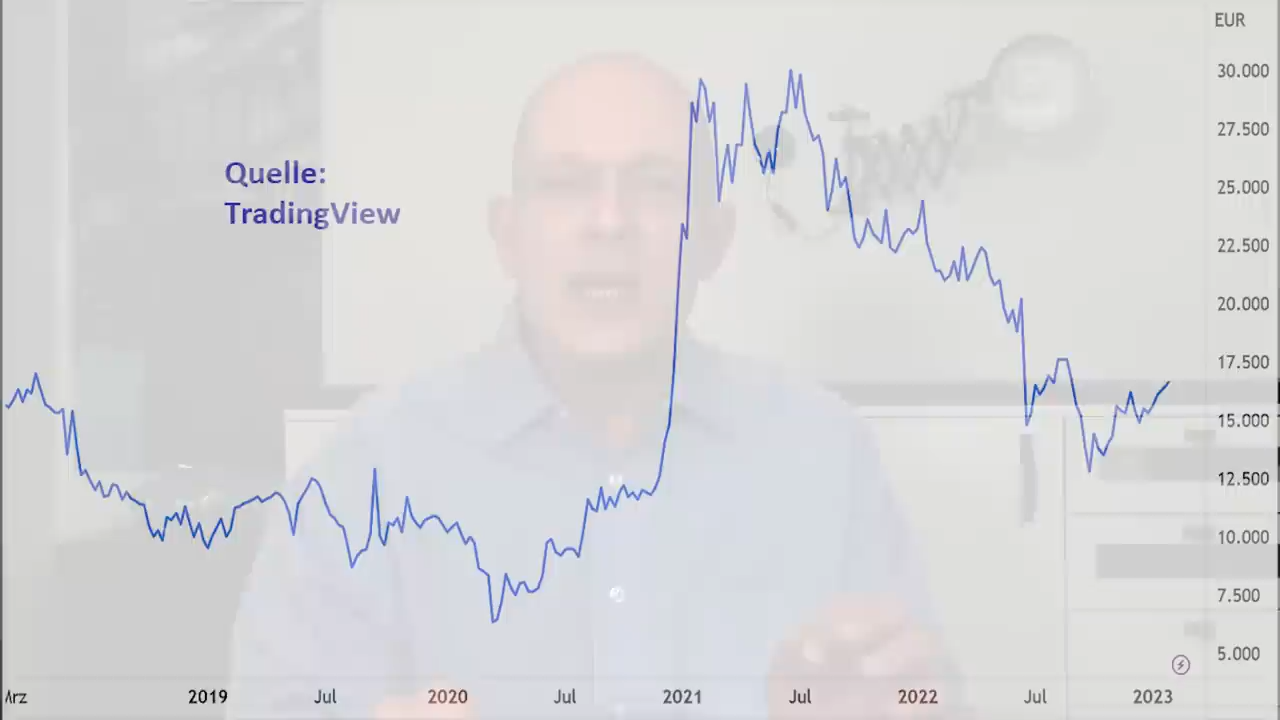 EUR
30.000
27.500
Quelle:
25.000
TradingView
22.500
20.000
17.500
15.000
12.500
10.000
7.500
5.000
2019 Jul 2020 Jul 2021 Jul 2022 Jul 2023